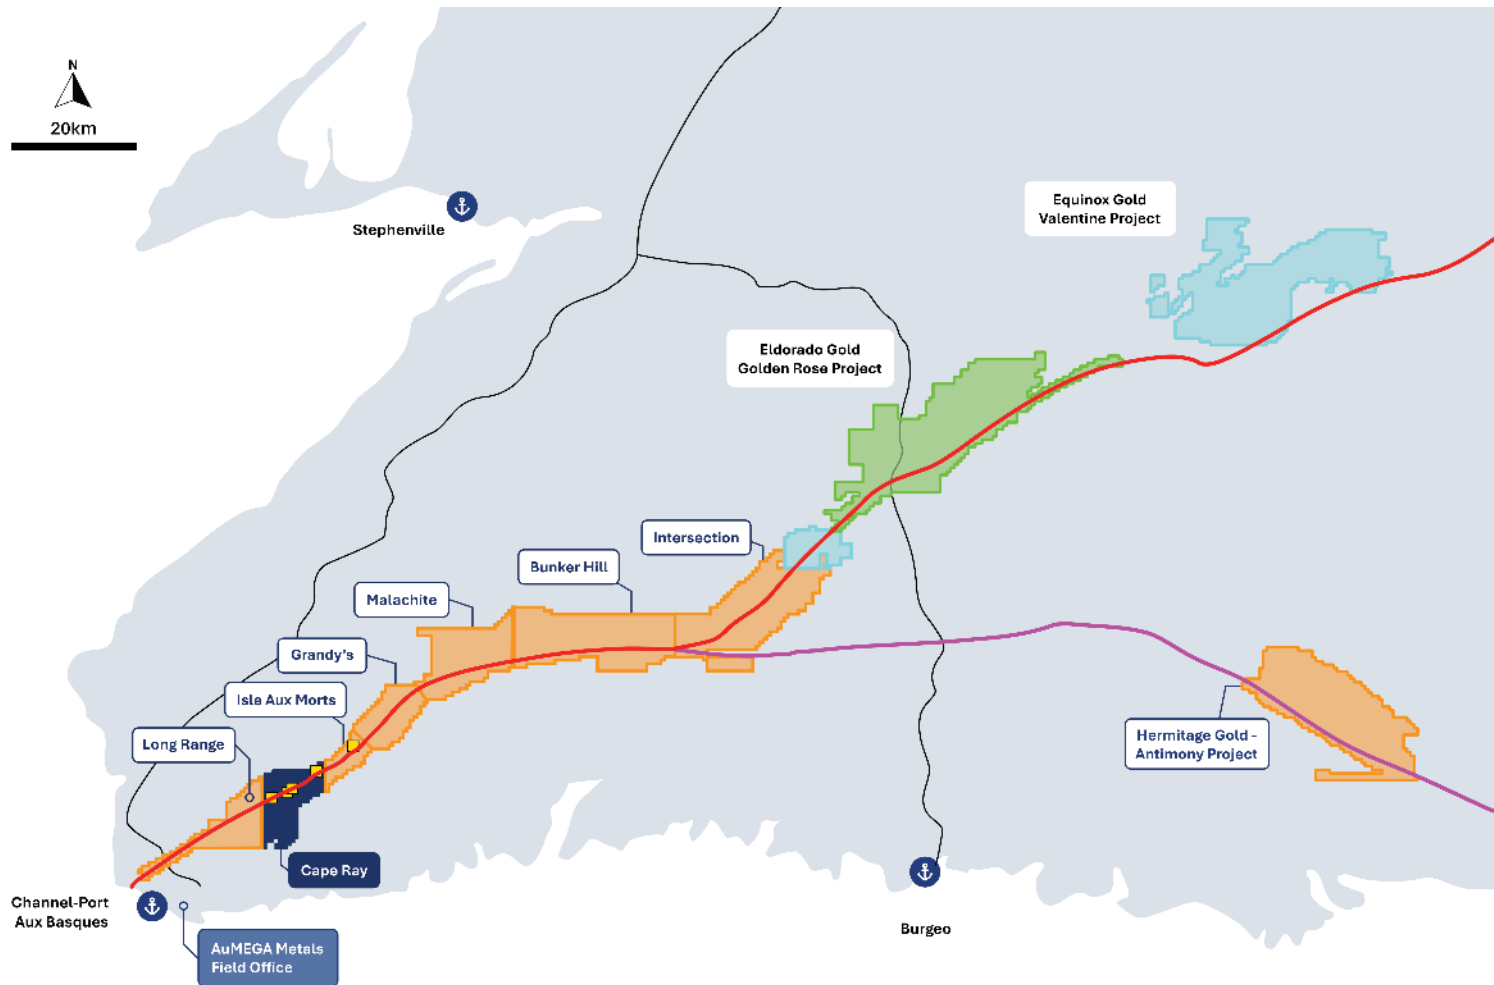 N
20km
Stephenville
Equinox Gold
Valentine Project
Eldorado Gold
Golden Rose Project
Intersection
Bunker Hill
Malachite
Grandy's
Isle Aux Morts
Long Range
Hermitage Gold -
Antimony Project
Cape Ray
Channel-Port
Aux Basques
Burgeo
AuMEGA Metals
Field Office